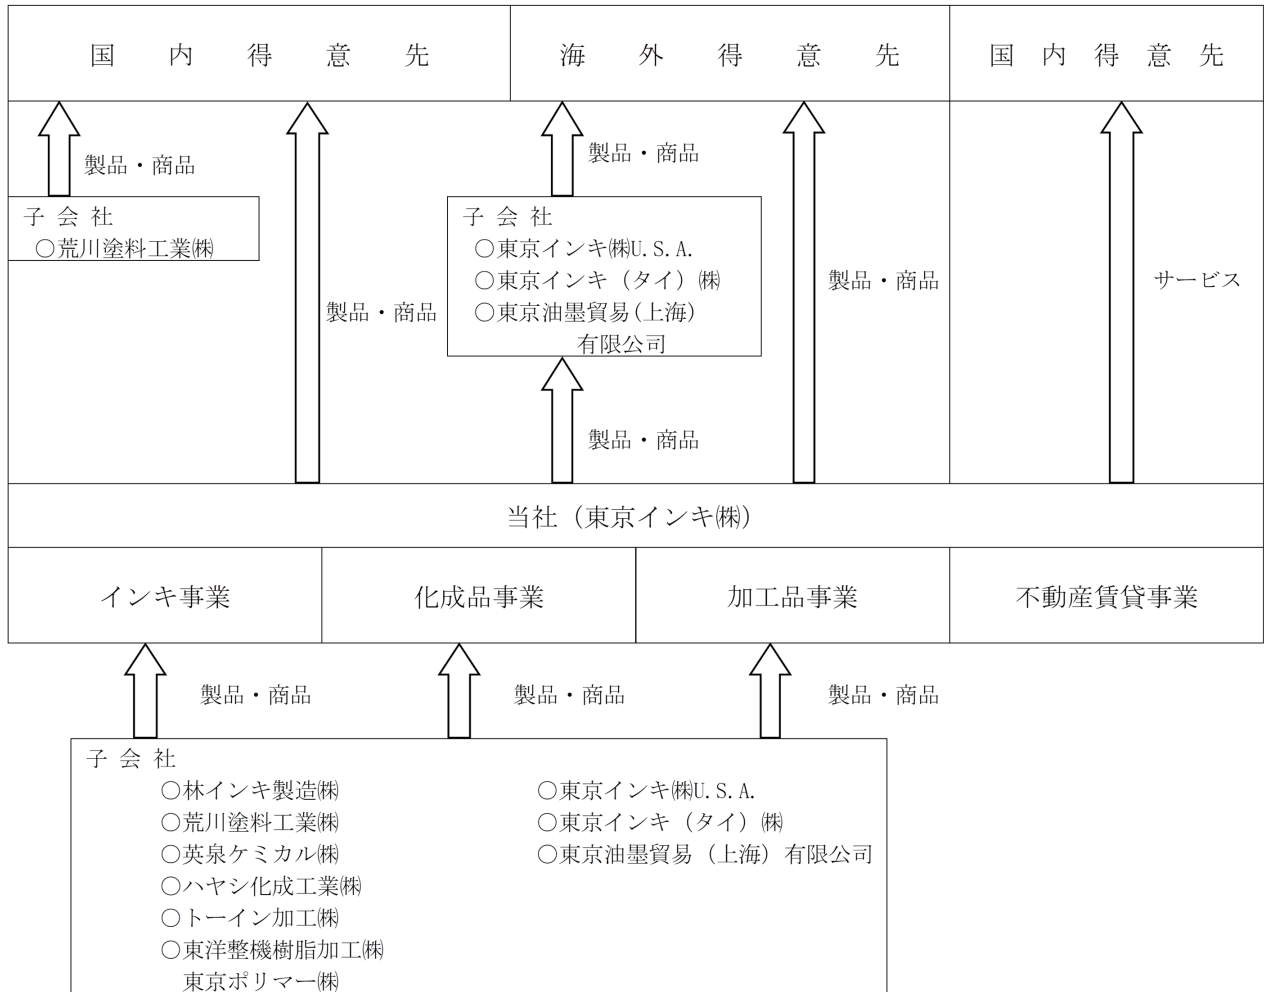 国内得意先
海外得意先
国内得意先
製品・商品
製品・商品
子会社
○荒川塗料工業㈱
子会社
○東京インキ㈱U.S.A.
○東京インキ（タイ）㈱
○東京油墨貿易(上海)
有限公司
製品・商品
製品・商品
サービス
製品・商品
当社（東京インキ㈱）
インキ事業
化成品事業
加工品事業
不動産賃貸事業
製品・商品
製品・商品
製品・商品
子会社
○林インキ製造㈱
○荒川塗料工業㈱
○英泉ケミカル㈱
○ハヤシ化成工業㈱
○トーイン加工㈱
○東洋整機樹脂加工㈱
東京ポリマー㈱
○東京インキ㈱U.S.A.
○東京インキ（タイ）㈱
○東京油墨貿易（上海）有限公司